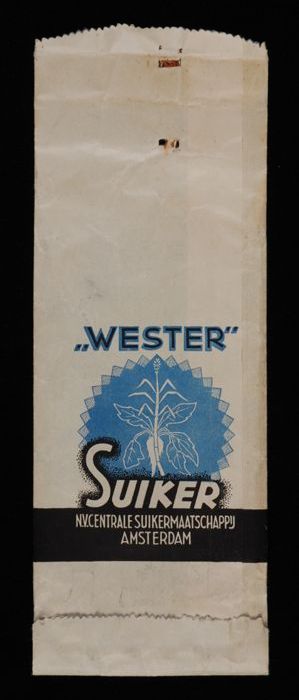 „WESTER"
SUIKER
N.V. CENTRALE SUIKERMAATSCHAPPIJ
AMSTERDAM